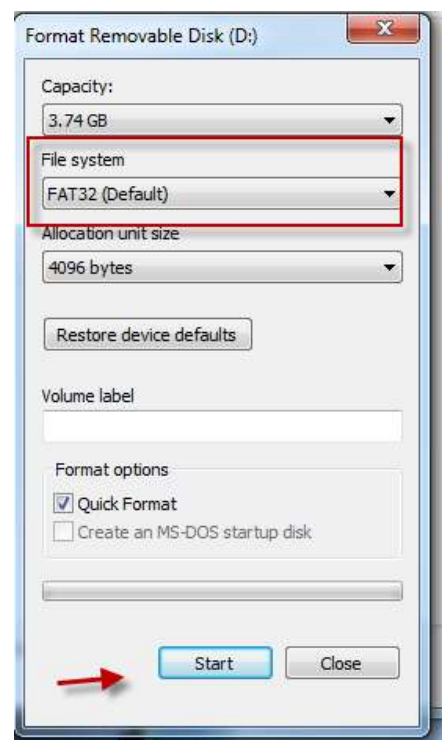 Format Removable Disk (D:)
Capacity:
3.74 GB
File system
FAT32 (Default)
Allocation unit size
4096 bytes
Restore device defaults
Volume label
Format options
Quick Format
Create an MS-DOS startup disk
Start Close